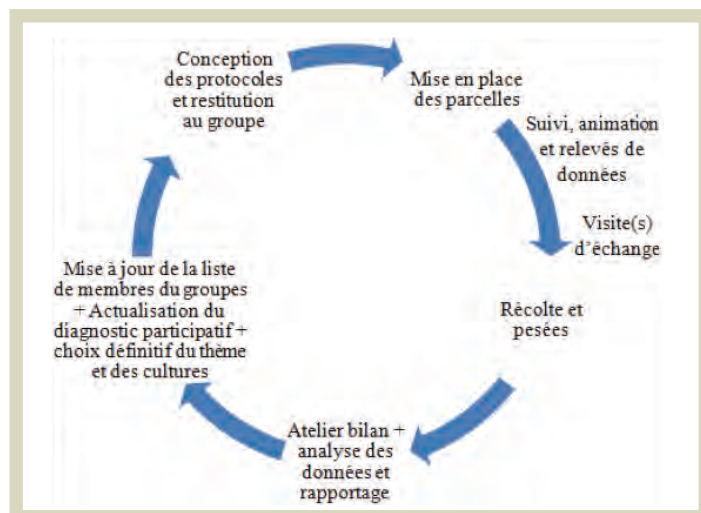 Conception
des protocoles
et restitution
au groupe
Mise en place
des parcelles
Suivi, animation
et relevés de
données
Visite(s)
d'échange
Récolte et
pesées
Atelier bilan +
analyse des
données et
rapportage
Mise à jour de la liste
de membres du groupes
+ Actualisation du
diagnostic participatif +
choix définitif du thème
et des cultures